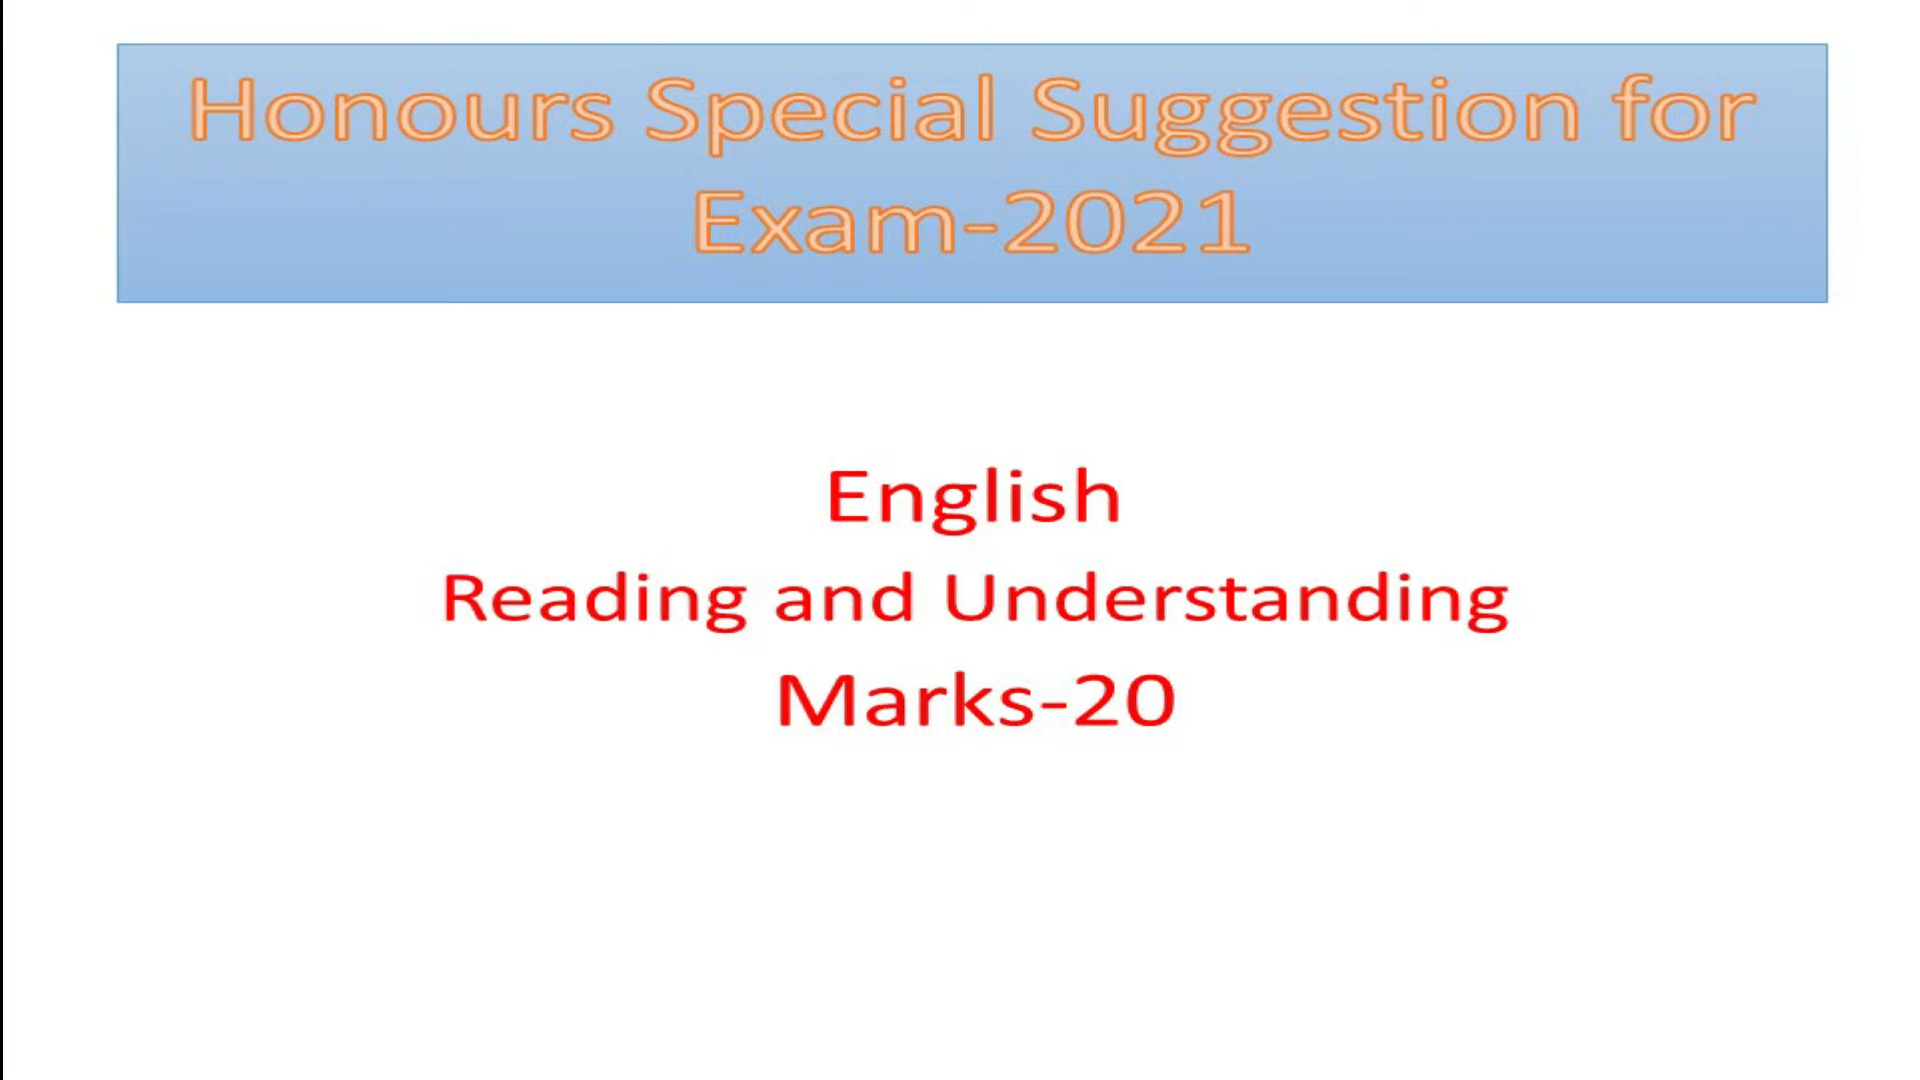 Honours Special Suggestion for
Exam-2021
English
Reading and Understanding
Marks-20